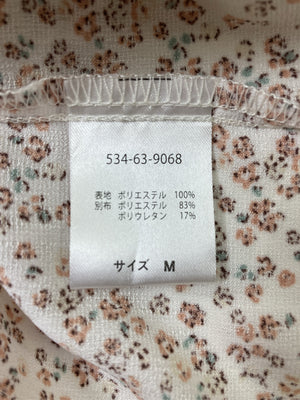 534-63-9068
表地 ポリエステル 100%
別布 ポリエステル 83%
ポリウレタン 17%
サイズ M